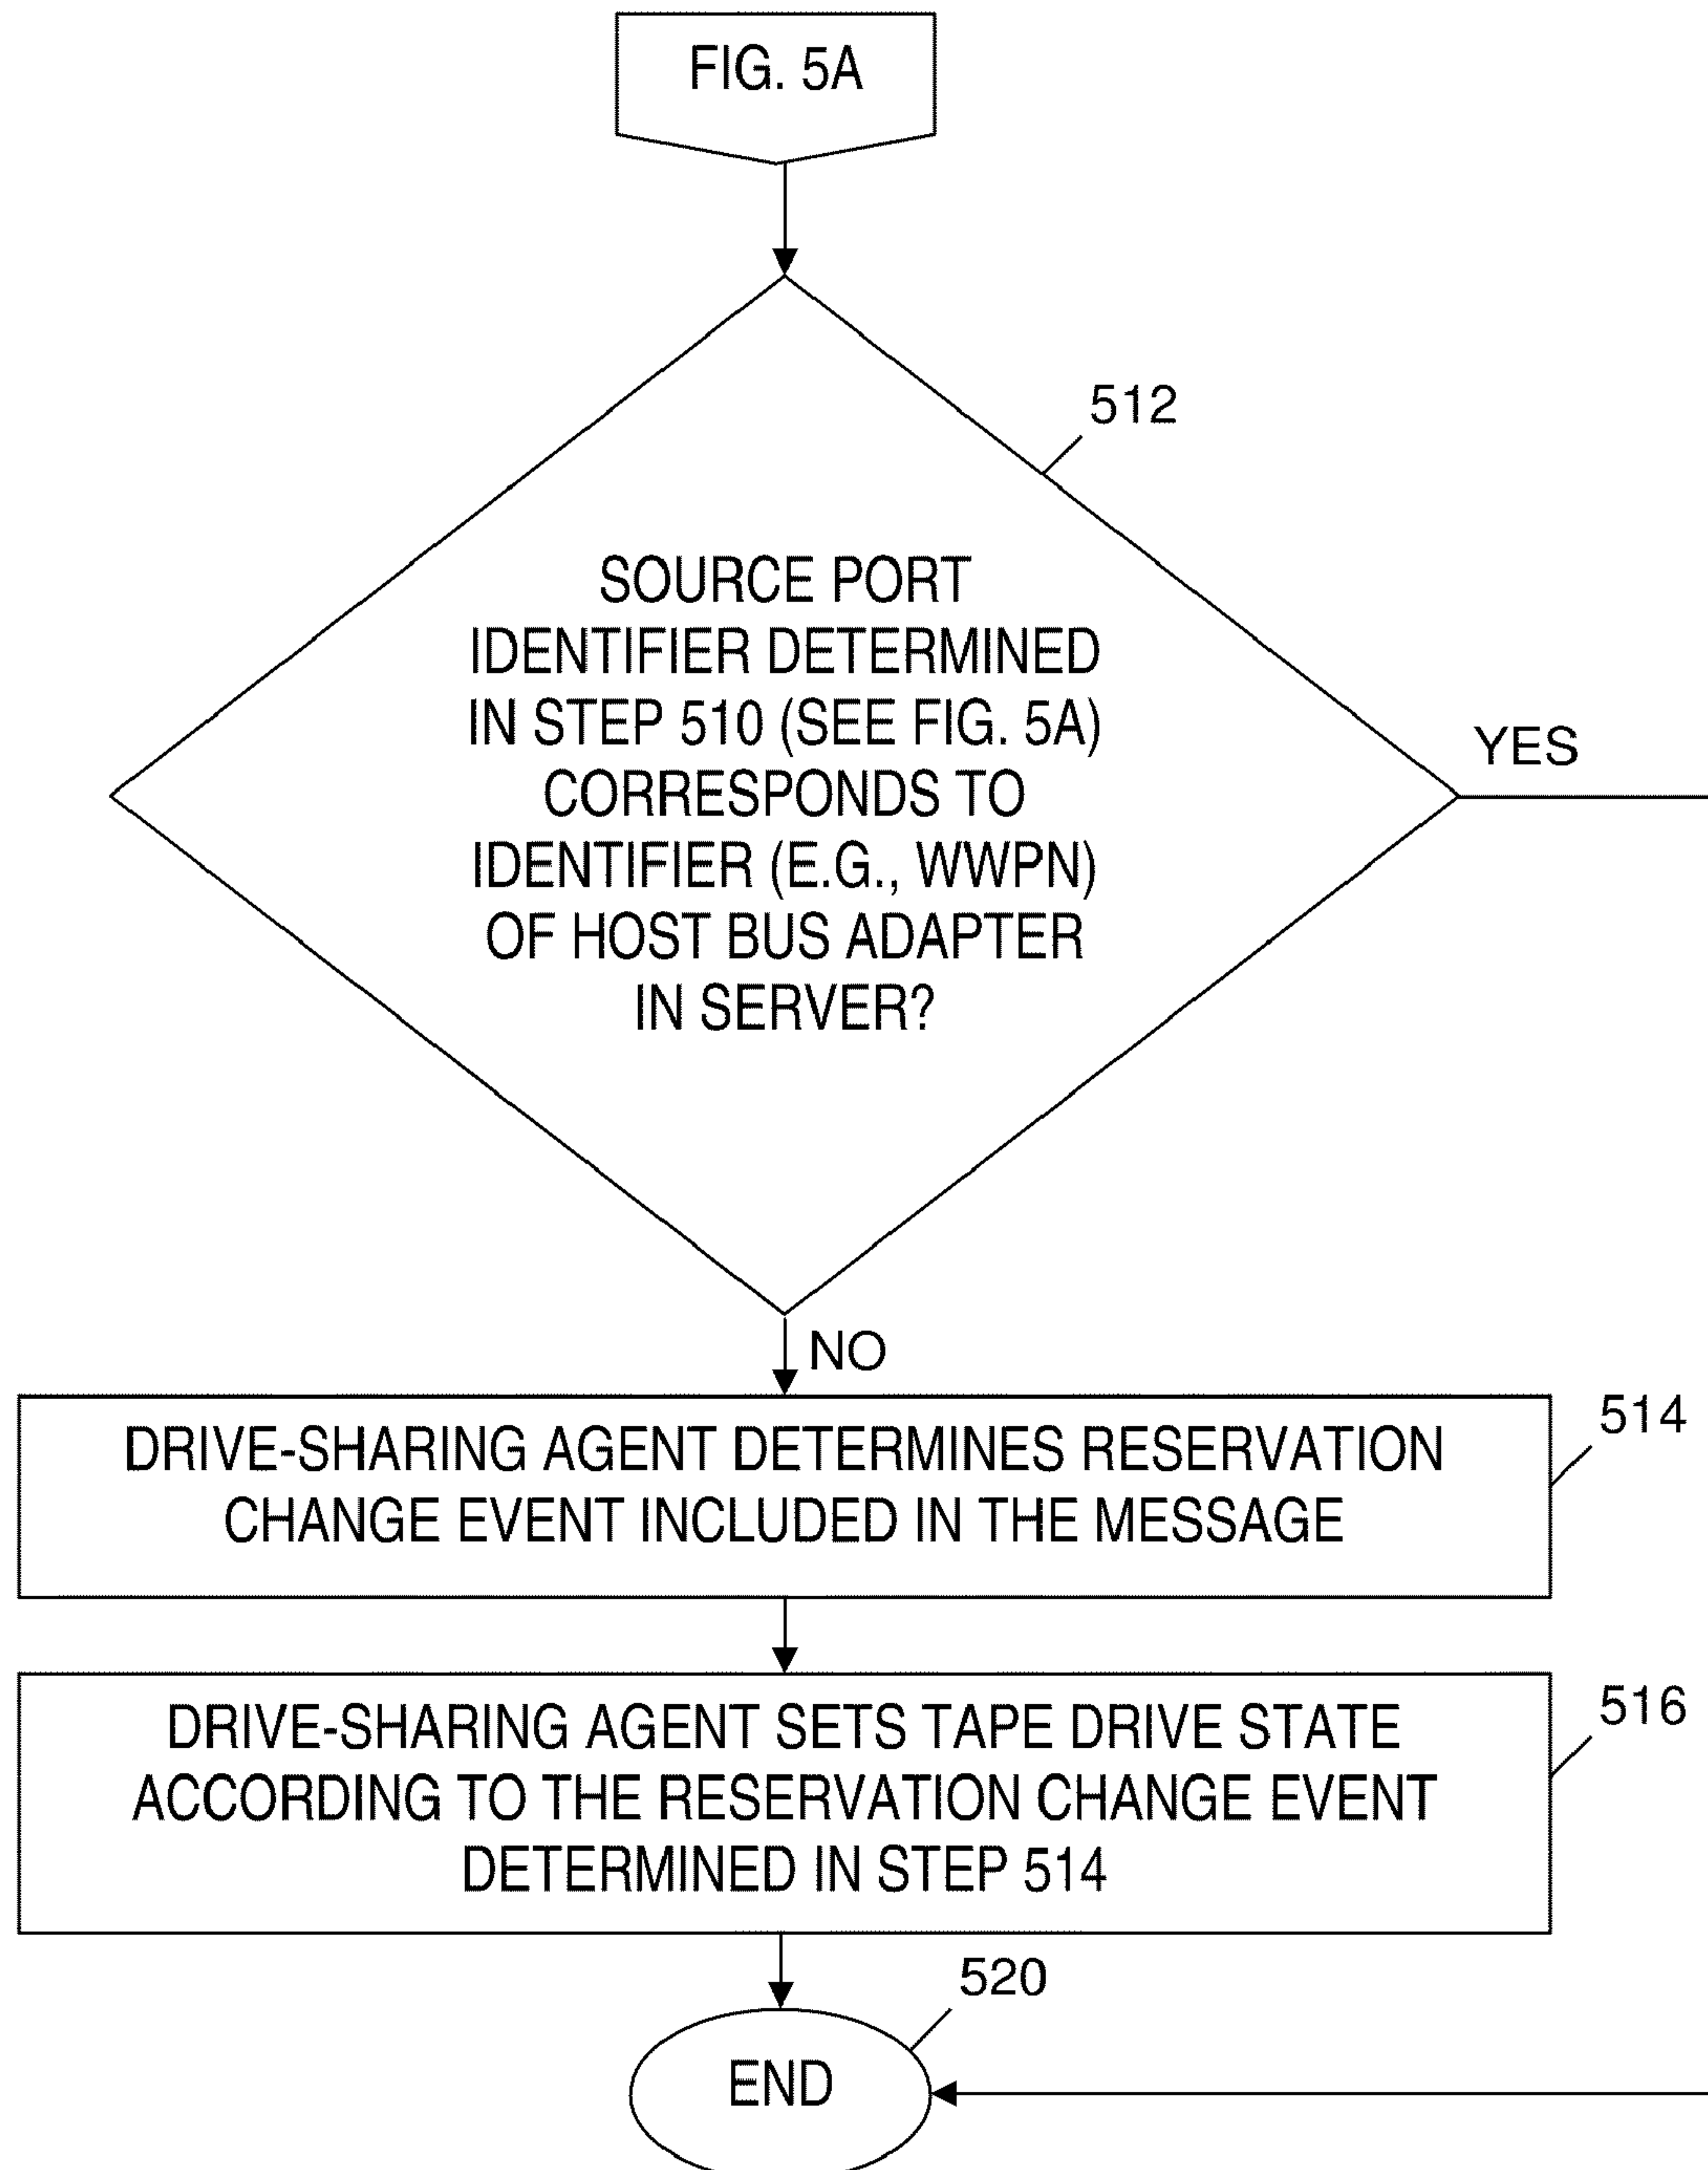 FIG. 5A
512
SOURCE PORT
IDENTIFIER DETERMINED
IN STEP 510 (SEE FIG. 5A)
CORRESPONDS TO
IDENTIFIER (E.G., WWPN)
OF HOST BUS ADAPTER
IN SERVER?
YES
NO
514
DRIVE-SHARING AGENT DETERMINES RESERVATION
CHANGE EVENT INCLUDED IN THE MESSAGE
516
DRIVE-SHARING AGENT SETS TAPE DRIVE STATE
ACCORDING TO THE RESERVATION CHANGE EVENT
DETERMINED IN STEP 514
520
END